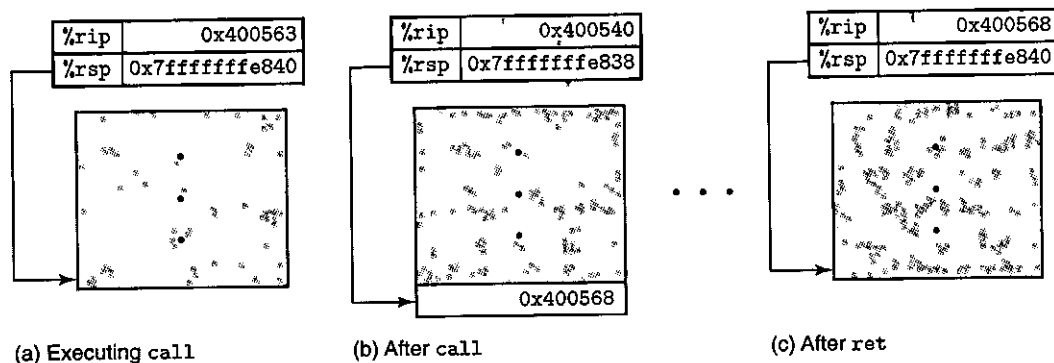 %rip 0x400563
%rsp 0x7fffffffe840
(a) Executing call
%rip 0x400540
%rsp 0x7fffffffe838
0x400568
(b) After call
%rip 0x400568
%rsp 0x7fffffffe840
(c) After ret